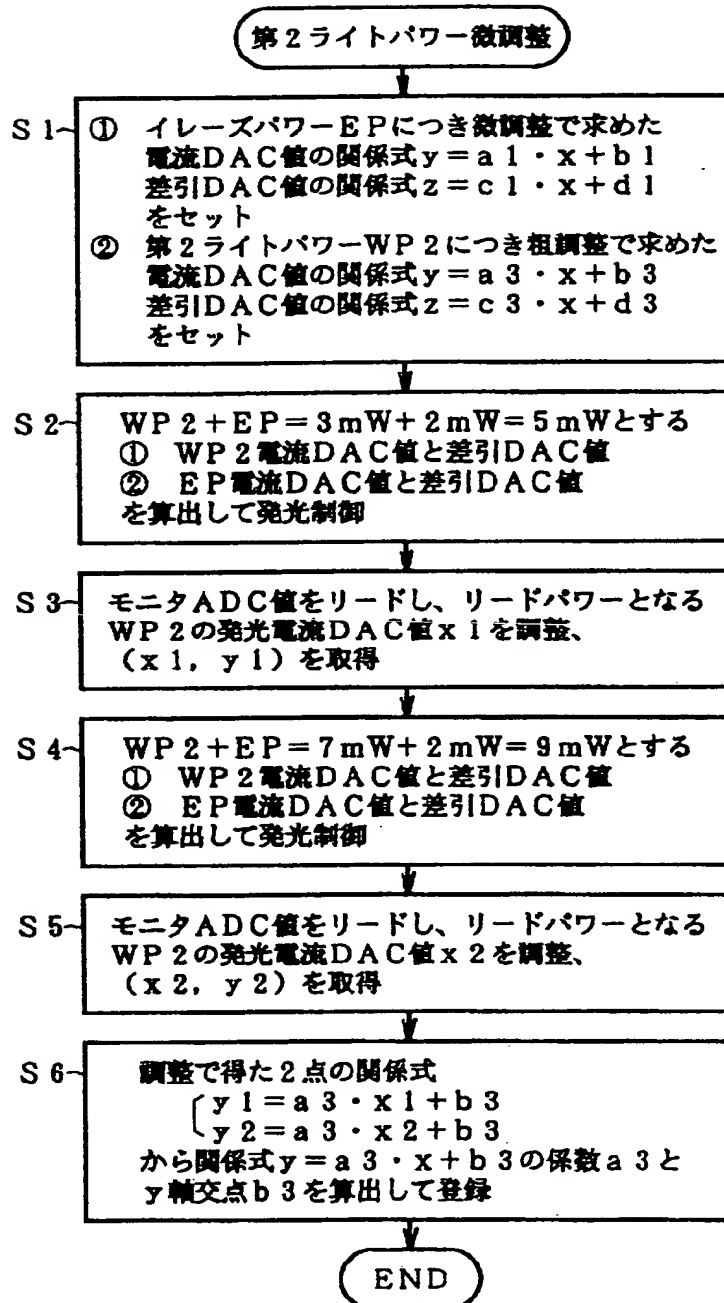 第2ライトパワー微調整
S1
① イレーズパワーEPにつき微調整で求めた
電流DAC値の関係式y=a1・x+b1
差引DAC値の関係式z=c1・x+d1
をセット
② 第2ライトパワーWP2につき粗調整で求めた
電流DAC値の関係式y=a3・x+b3
差引DAC値の関係式z=c3・x+d3
をセット
S2
WP2+EP=3mW+2mW=5mWとする
① WP2電流DAC値と差引DAC値
② EP電流DAC値と差引DAC値
を算出して発光制御
S3
モニタADC値をリードし、リードパワーとなる
WP2の発光電流DAC値x1を調整、
(x1, y1)を取得
S4
WP2+EP=7mW+2mW=9mWとする
① WP2電流DAC値と差引DAC値
② EP電流DAC値と差引DAC値
を算出して発光制御
S5
モニタADC値をリードし、リードパワーとなる
WP2の発光電流DAC値x2を調整、
(x2, y2)を取得
S6
調整で得た2点の関係式
y1=a3・x1+b3
y2=a3・x2+b3
から関係式y=a3・x+b3の係数a3と
y軸交点b3を算出して登録
END